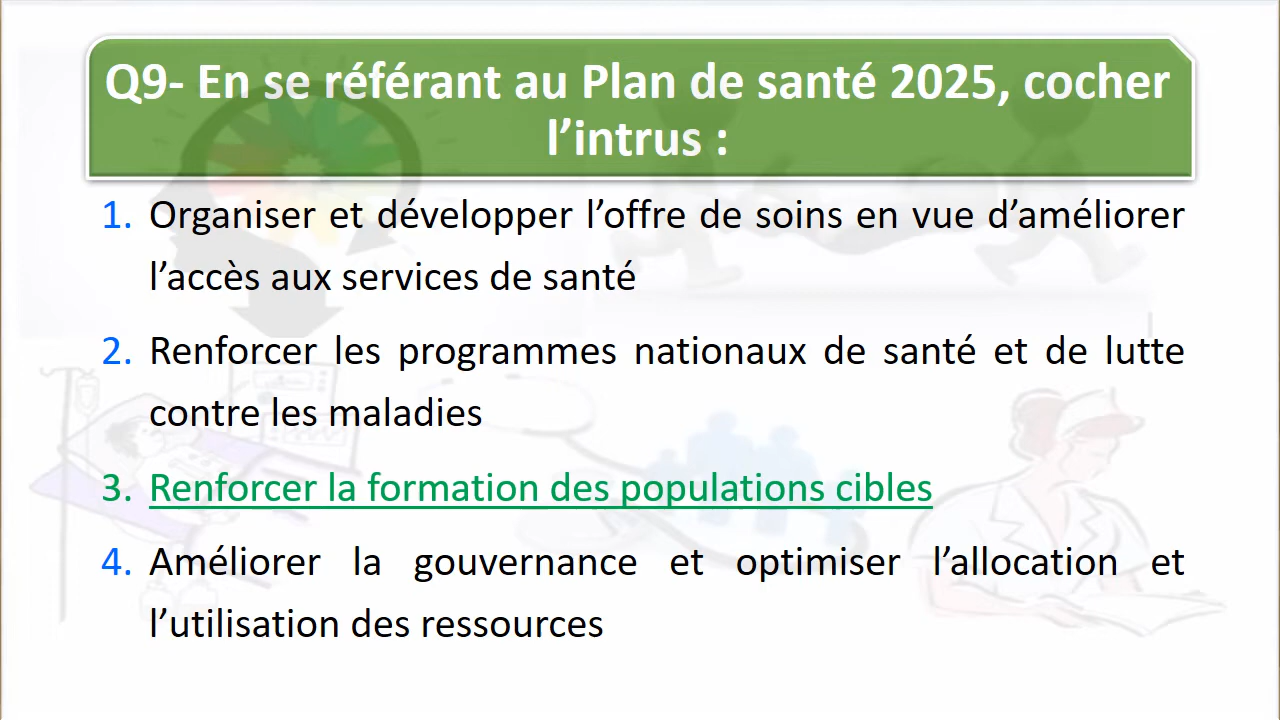 Q9- En se référant au Plan de santé 2025, cocher
l’intrus :
1. Organiser et développer l’offre de soins en vue d’améliorer
l’accès aux services de santé
2. Renforcer les programmes nationaux de santé et de lutte
contre les maladies
3. Renforcer la formation des populations cibles
4. Améliorer la gouvernance et optimiser l’allocation et
l’utilisation des ressources